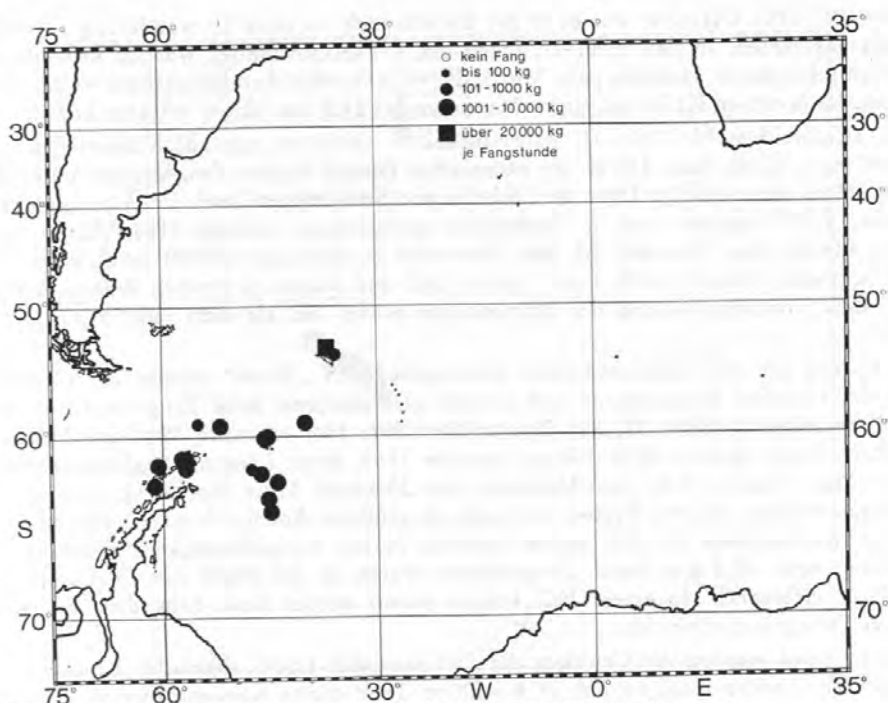 75° 60° 30° 0° 35°
○ kein Fang
• bis 100 kg
● 101-1000 kg
● 1001-10 000 kg
■ über 20 000 kg
je Fangstunde
30° 30°
40° 40°
50° 50°
60° 60°
S
70° 70°
75° 60° 30° W 0° E 35°